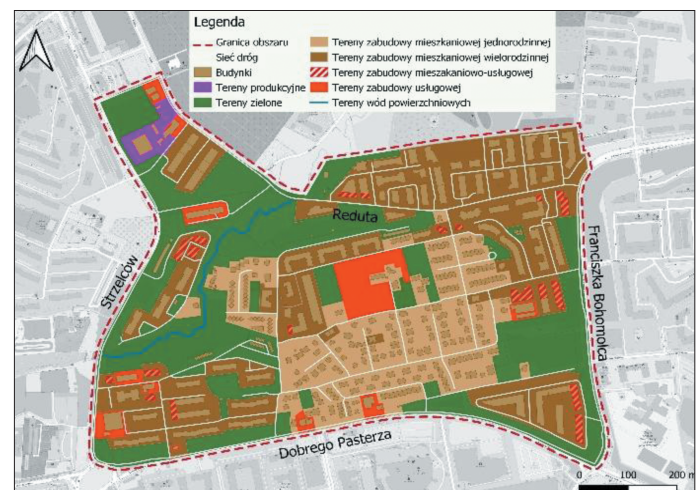 Legenda
Granica obszaru
Sieć dróg
Budynki
Tereny produkcyjne
Tereny zielone
Tereny zabudowy mieszkaniowej jednorodzinnej
Tereny zabudowy mieszkaniowej wielorodzinnej
Tereny zabudowy mieszakaniowo-usługowej
Tereny zabudowy usługowej
Tereny wód powierzchniowych
Reduta
Strzelców
Franciszka Bohomolca
Dobrego Pasterza
0 100 200 m